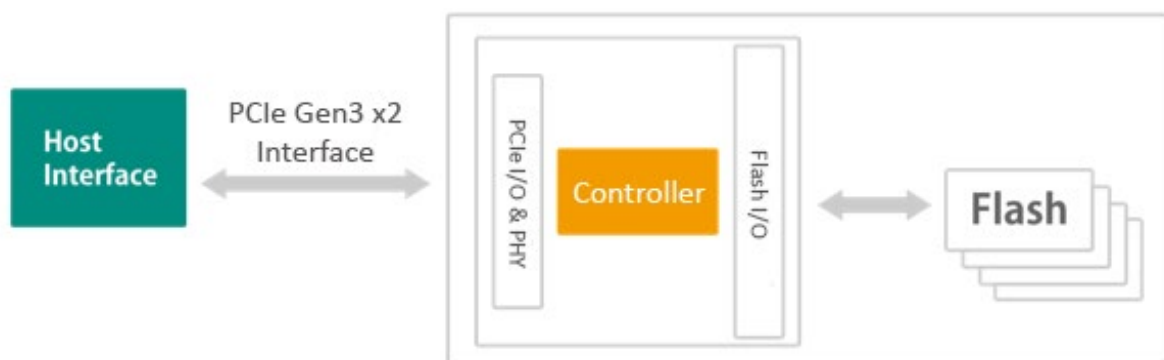 Host
Interface
PCIe Gen3 x2
Interface
PCIe I/O & PHY
Controller
Flash I/O
Flash